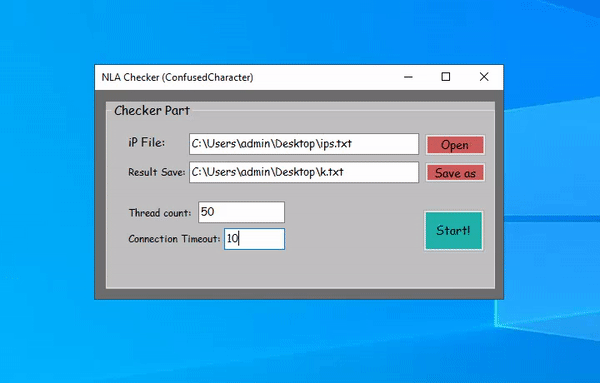 NLA Checker (ConfusedCharacter)
Checker Part
iP File: C:\Users\admin\Desktop\ips.txt Open
Result Save: C:\Users\admin\Desktop\k.txt Save as
Thread count: 50
Connection Timeout: 10
Start!